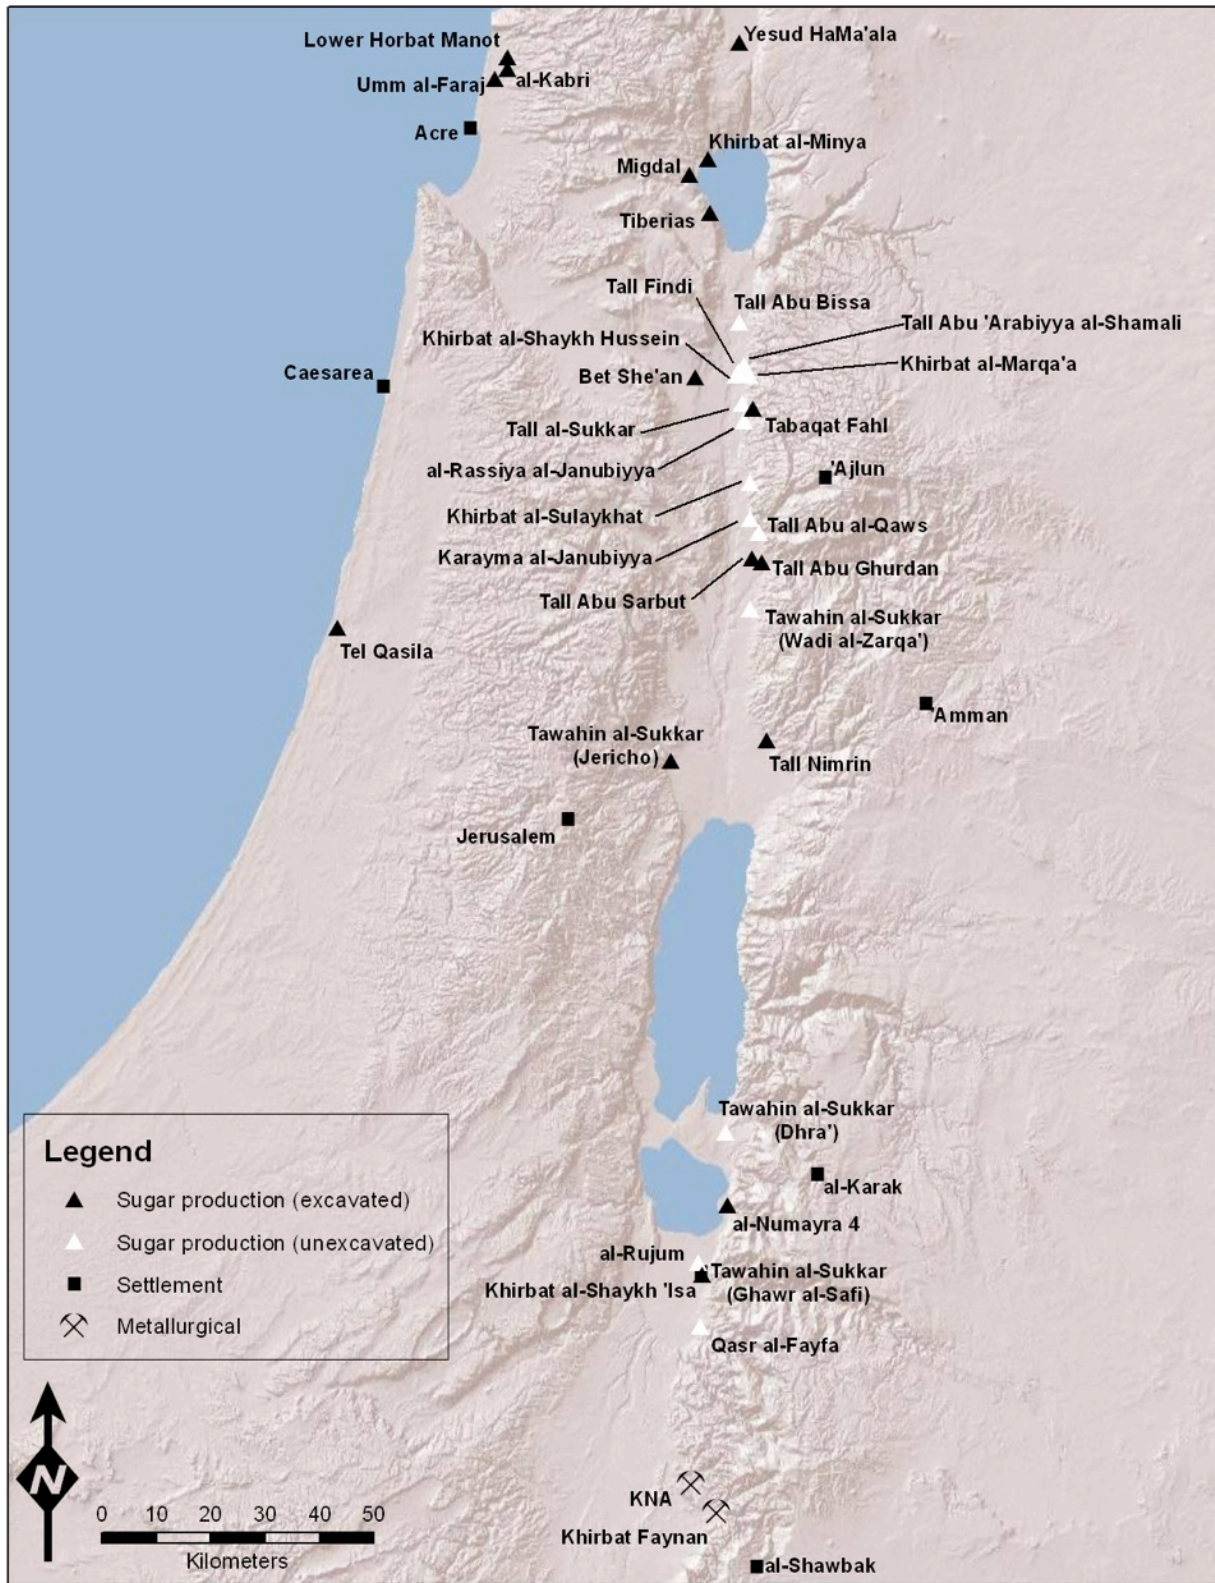 Yesud HaMa'ala
Lower Horbat Manot
al-Kabri
Umm al-Faraj
Acre
Khirbat al-Minya
Migdal
Tiberias
Tall Findi
Tall Abu Bissa
Tall Abu 'Arabiyya al-Shamali
Khirbat al-Shaykh Hussein
Khirbat al-Marqa'a
Caesarea
Bet She'an
Tall al-Sukkar
Tabaqat Fahl
al-Rassiya al-Janubiyya
'Ajlun
Khirbat al-Sulaykhat
Tall Abu al-Qaws
Karayma al-Janubiyya
Tall Abu Ghurdan
Tall Abu Sarbut
Tawahin al-Sukkar
(Wadi al-Zarqa')
Tel Qasila
'Amman
Tawahin al-Sukkar
(Jericho)
Tall Nimrin
Jerusalem
Tawahin al-Sukkar
(Dhra')
al-Karak
al-Numayra 4
al-Rujum
Tawahin al-Sukkar
(Ghawr al-Safi)
Khirbat al-Shaykh 'Isa
Qasr al-Fayfa
KNA
Khirbat Faynan
al-Shawbak
Legend
Sugar production (excavated)
Sugar production (unexcavated)
Settlement
Metallurgical
N
0 10 20 30 40 50
Kilometers